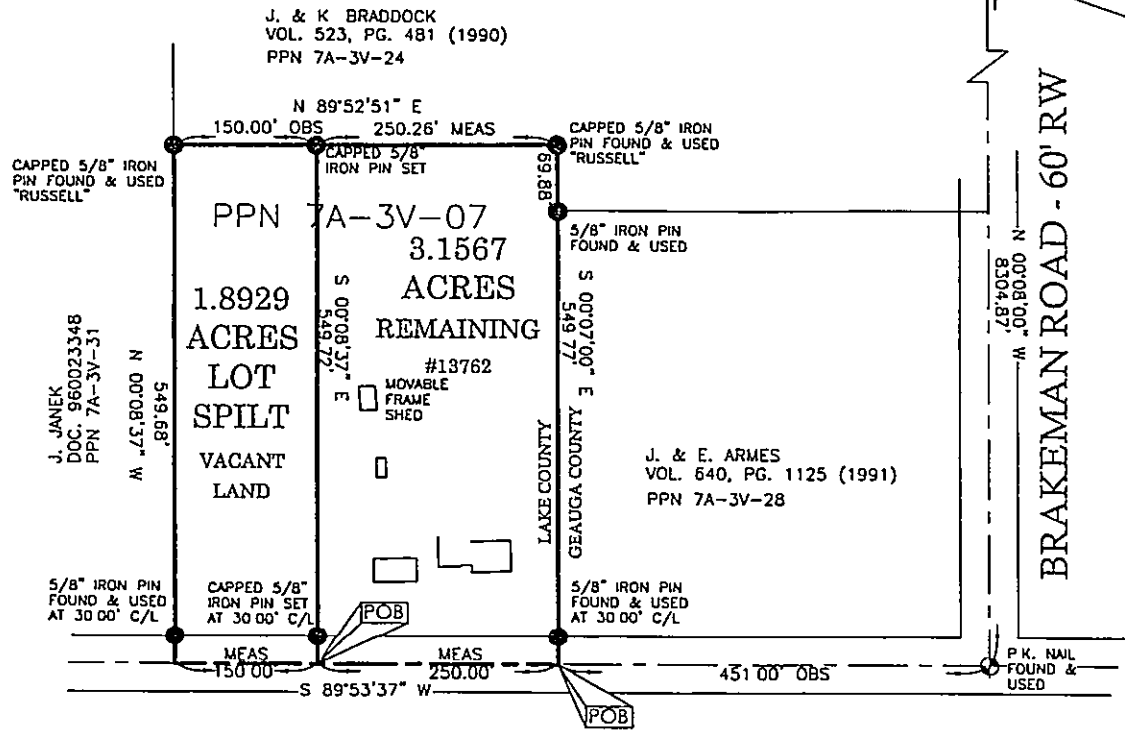 J. & K BRADDOCK
VOL. 523, PG. 481 (1990)
PPN 7A-3V-24
N 89°52'51" E
150.00' OBS
250.26' MEAS
CAPPED 5/8" IRON
PIN FOUND & USED
"RUSSELL"
CAPPED 5/8"
IRON PIN SET
CAPPED 5/8" IRON
PIN FOUND & USED
"RUSSELL"
69.88
5/8" IRON PIN
FOUND & USED
PPN 7A-3V-07
1.8929
ACRES
LOT
SPILT
VACANT
LAND
3.1567
ACRES
REMAINING
#13762
MOVABLE
FRAME
SHED
S 00°08'37" E
549.72'
S 00°07'00" E
549 77'
LAKE COUNTY
GEAUGA COUNTY
J. JANEK
DOC. 960023348
PPN 7A-3V-31
N 00°08'37" W
549.68'
J. & E. ARMES
VOL. 640, PG. 1125 (1991)
PPN 7A-3V-28
N 00°08'00" W
8304.87'
BRAKEMAN ROAD - 60' RW
5/8" IRON PIN
FOUND & USED
AT 30 00' C/L
CAPPED 5/8"
IRON PIN SET
AT 30 00' C/L
POB
5/8" IRON PIN
FOUND & USED
AT 30 00' C/L
MEAS
150 00
MEAS
250.00'
451 00' OBS
P K. NAIL
FOUND &
USED
S 89°53'37" W
POB